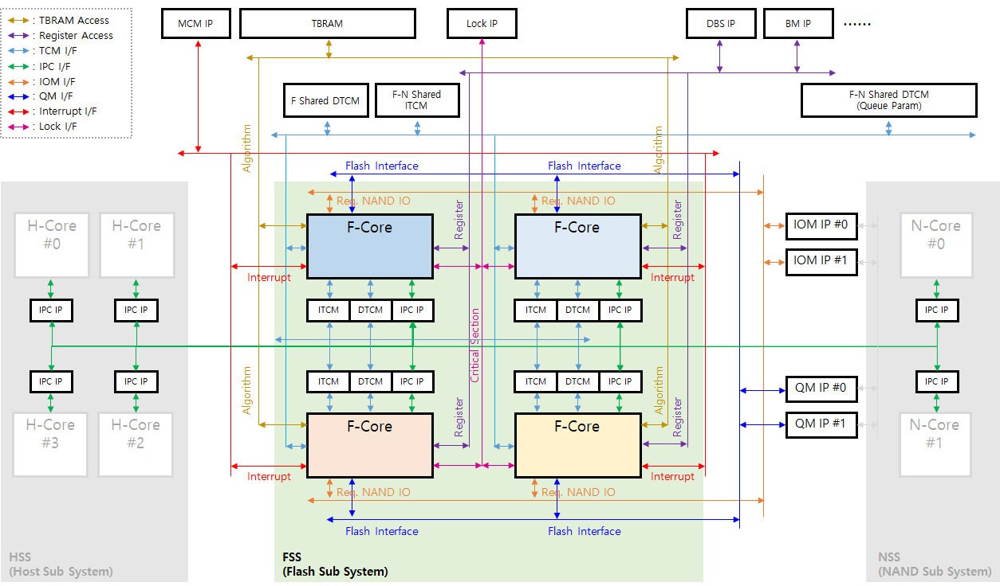 : TBRAM Access
: Register Access
: TCM I/F
: IPC I/F
: IOM I/F
: QM I/F
: Interrupt I/F
: Lock I/F
MCM IP
TBRAM
Lock IP
DBS IP
BM IP
......
F Shared DTCM
F-N Shared
ITCM
F-N Shared DTCM
(Queue Param)
Algorithm
Algorithm
Flash Interface
Flash Interface
Req. NAND IO
Req. NAND IO
H-Core
#0
H-Core
#1
F-Core
Register
F-Core
Register
IOM IP #0
IOM IP #1
N-Core
#0
Interrupt
Interrupt
IPC IP
IPC IP
ITCM
DTCM
IPC IP
ITCM
DTCM
IPC IP
IPC IP
Critical Section
IPC IP
IPC IP
ITCM
DTCM
IPC IP
ITCM
DTCM
IPC IP
IPC IP
Algorithm
Algorithm
QM IP #0
QM IP #1
H-Core
#3
H-Core
#2
F-Core
Register
F-Core
Register
N-Core
#1
Interrupt
Interrupt
Req. NAND IO
Req. NAND IO
Flash Interface
Flash Interface
HSS
(Host Sub System)
FSS
(Flash Sub System)
NSS
(NAND Sub System)